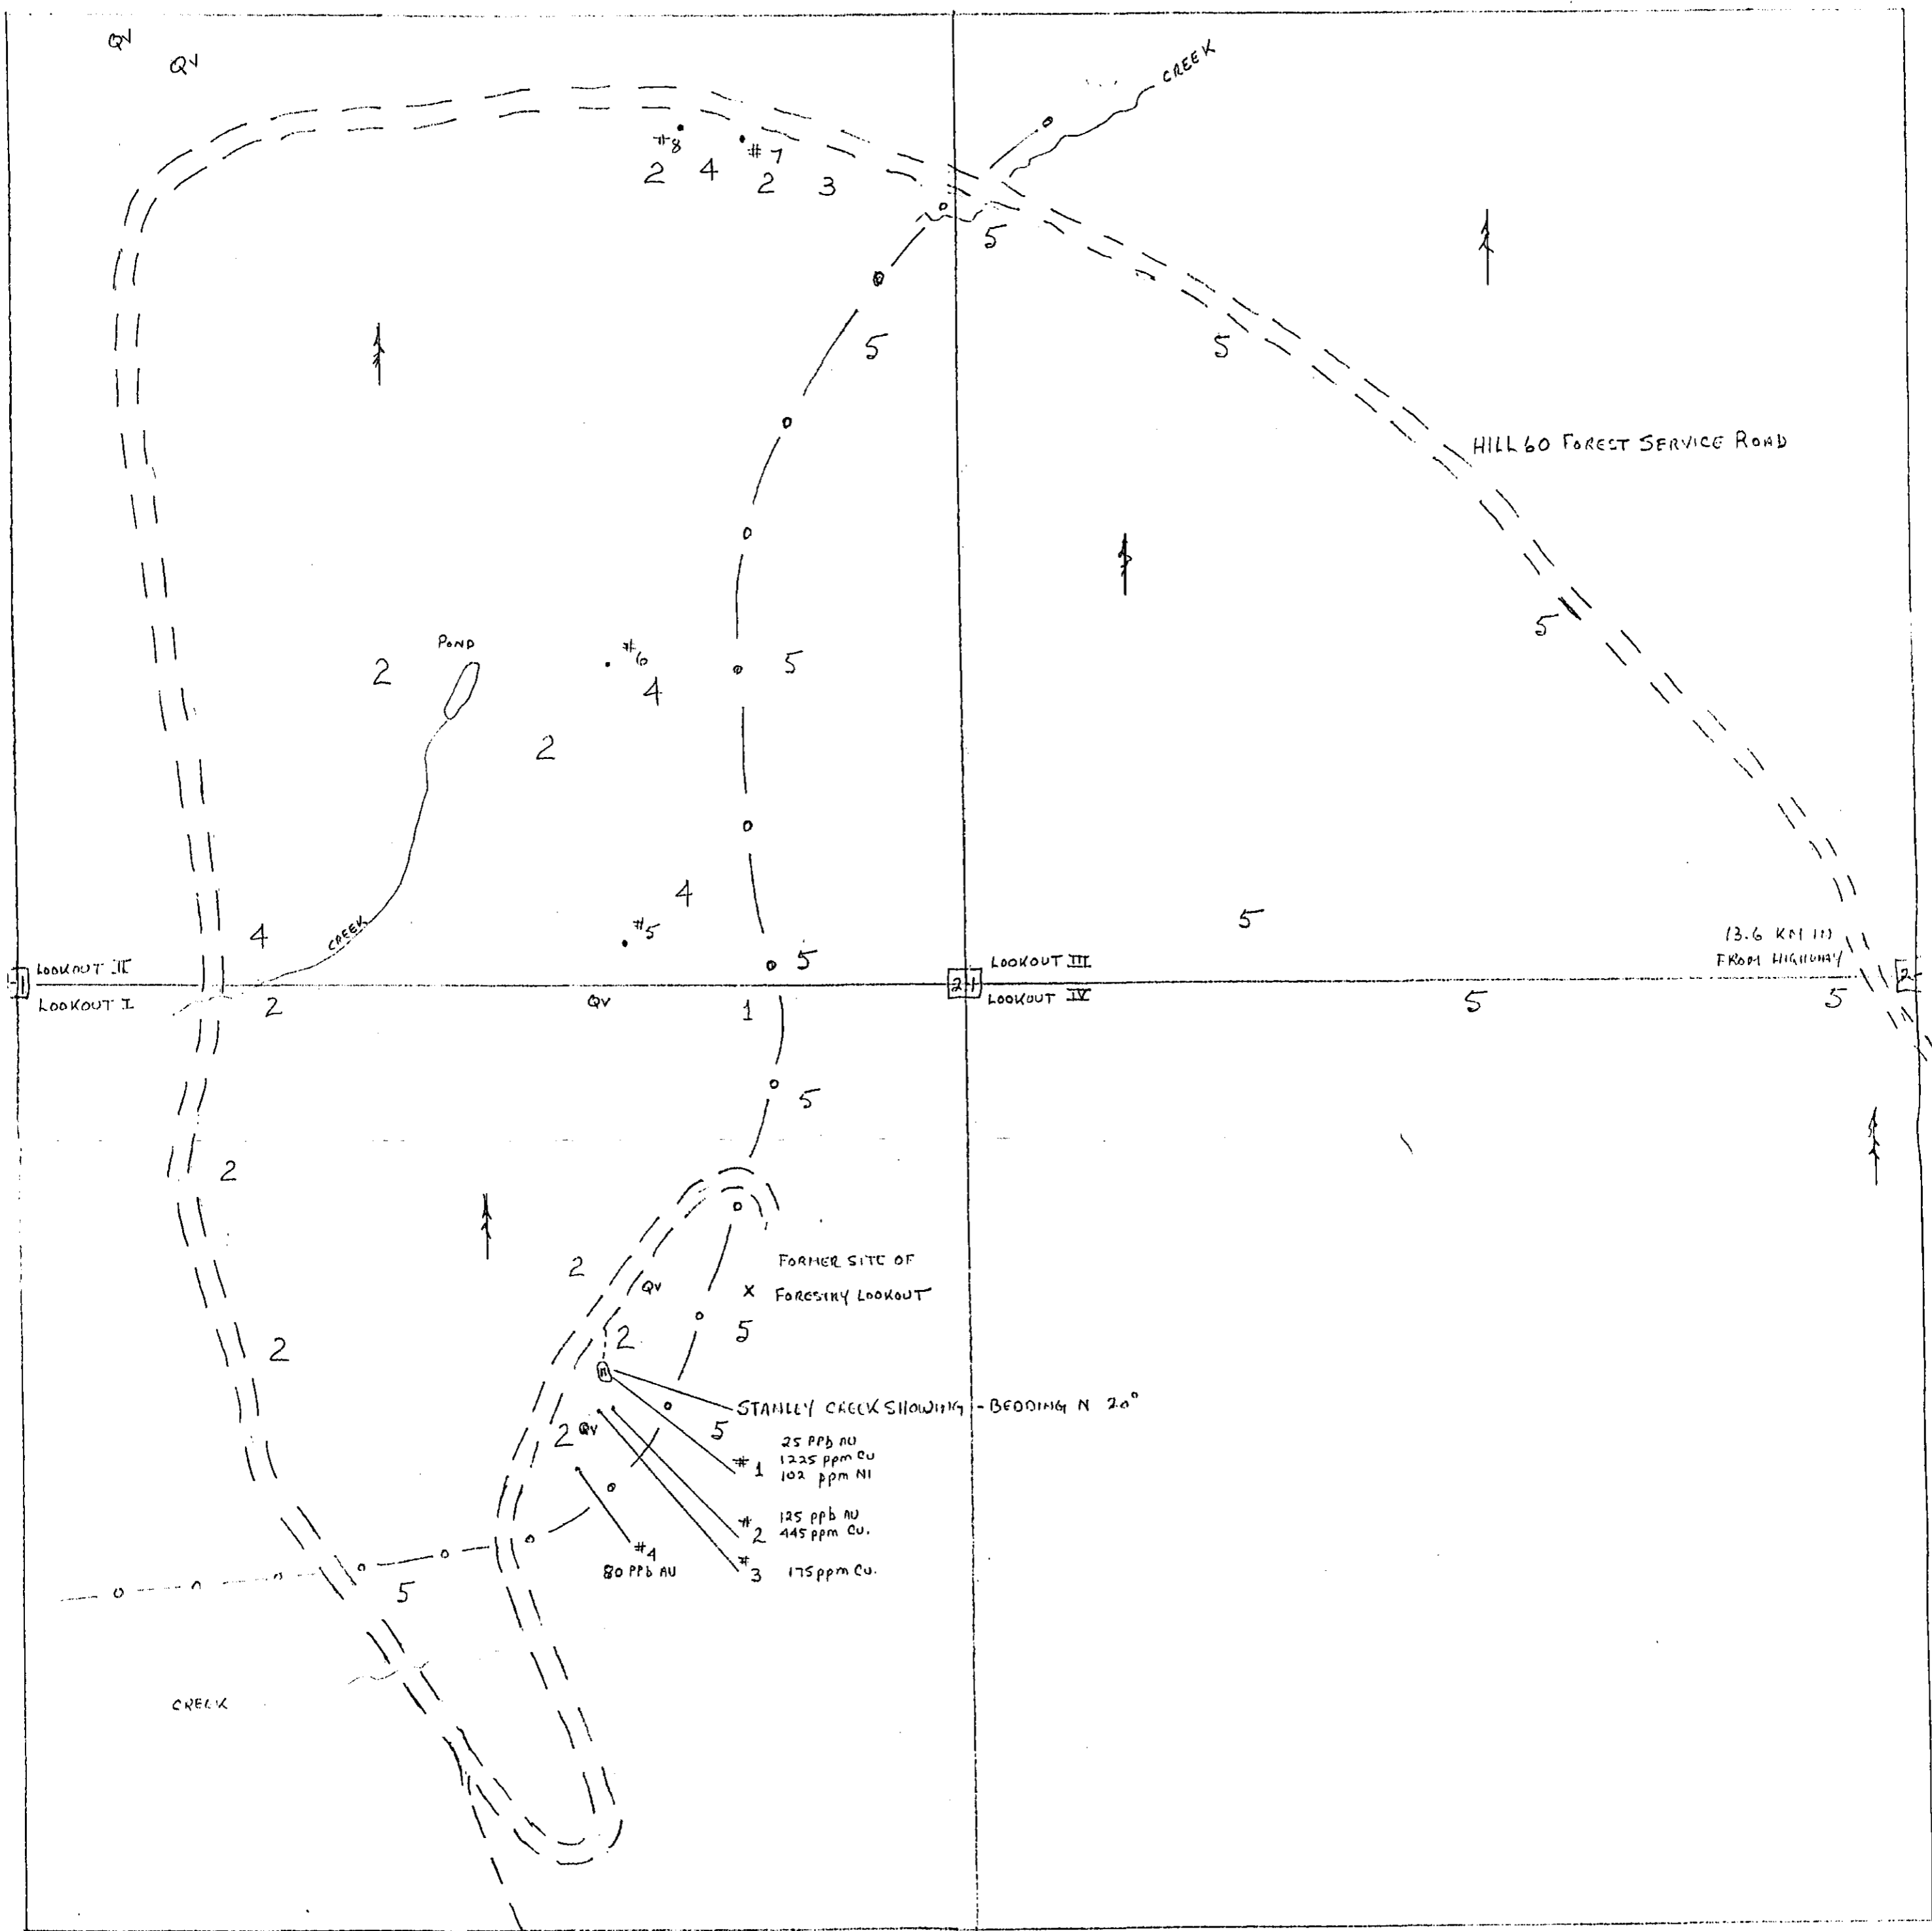 QV
QV
CREEK
#8
#7
2
4
2
3
5
5
5
HILL 60 FOREST SERVICE ROAD
5
POND
2
#6
4
5
2
4
5
4
CREEK
#5
5
13.6 KM IN
FROM HIGHWAY
LOOKOUT II
LOOKOUT III
2 1
2
LOOKOUT I
LOOKOUT IV
2
QV
1
5
5
5
2
2
FORMER SITE OF
QV
X FORESTRY LOOKOUT
2
5
2
STANLEY CREEK SHOWING - BEDDING N 20°
2
QV
5
25 PPb AU
#1 1225 ppm Cu
102 ppm NI
#2 125 ppb AU
445 ppm Cu.
#4
80 PPb AU
#3 175 ppm Cu.
5
CREEK